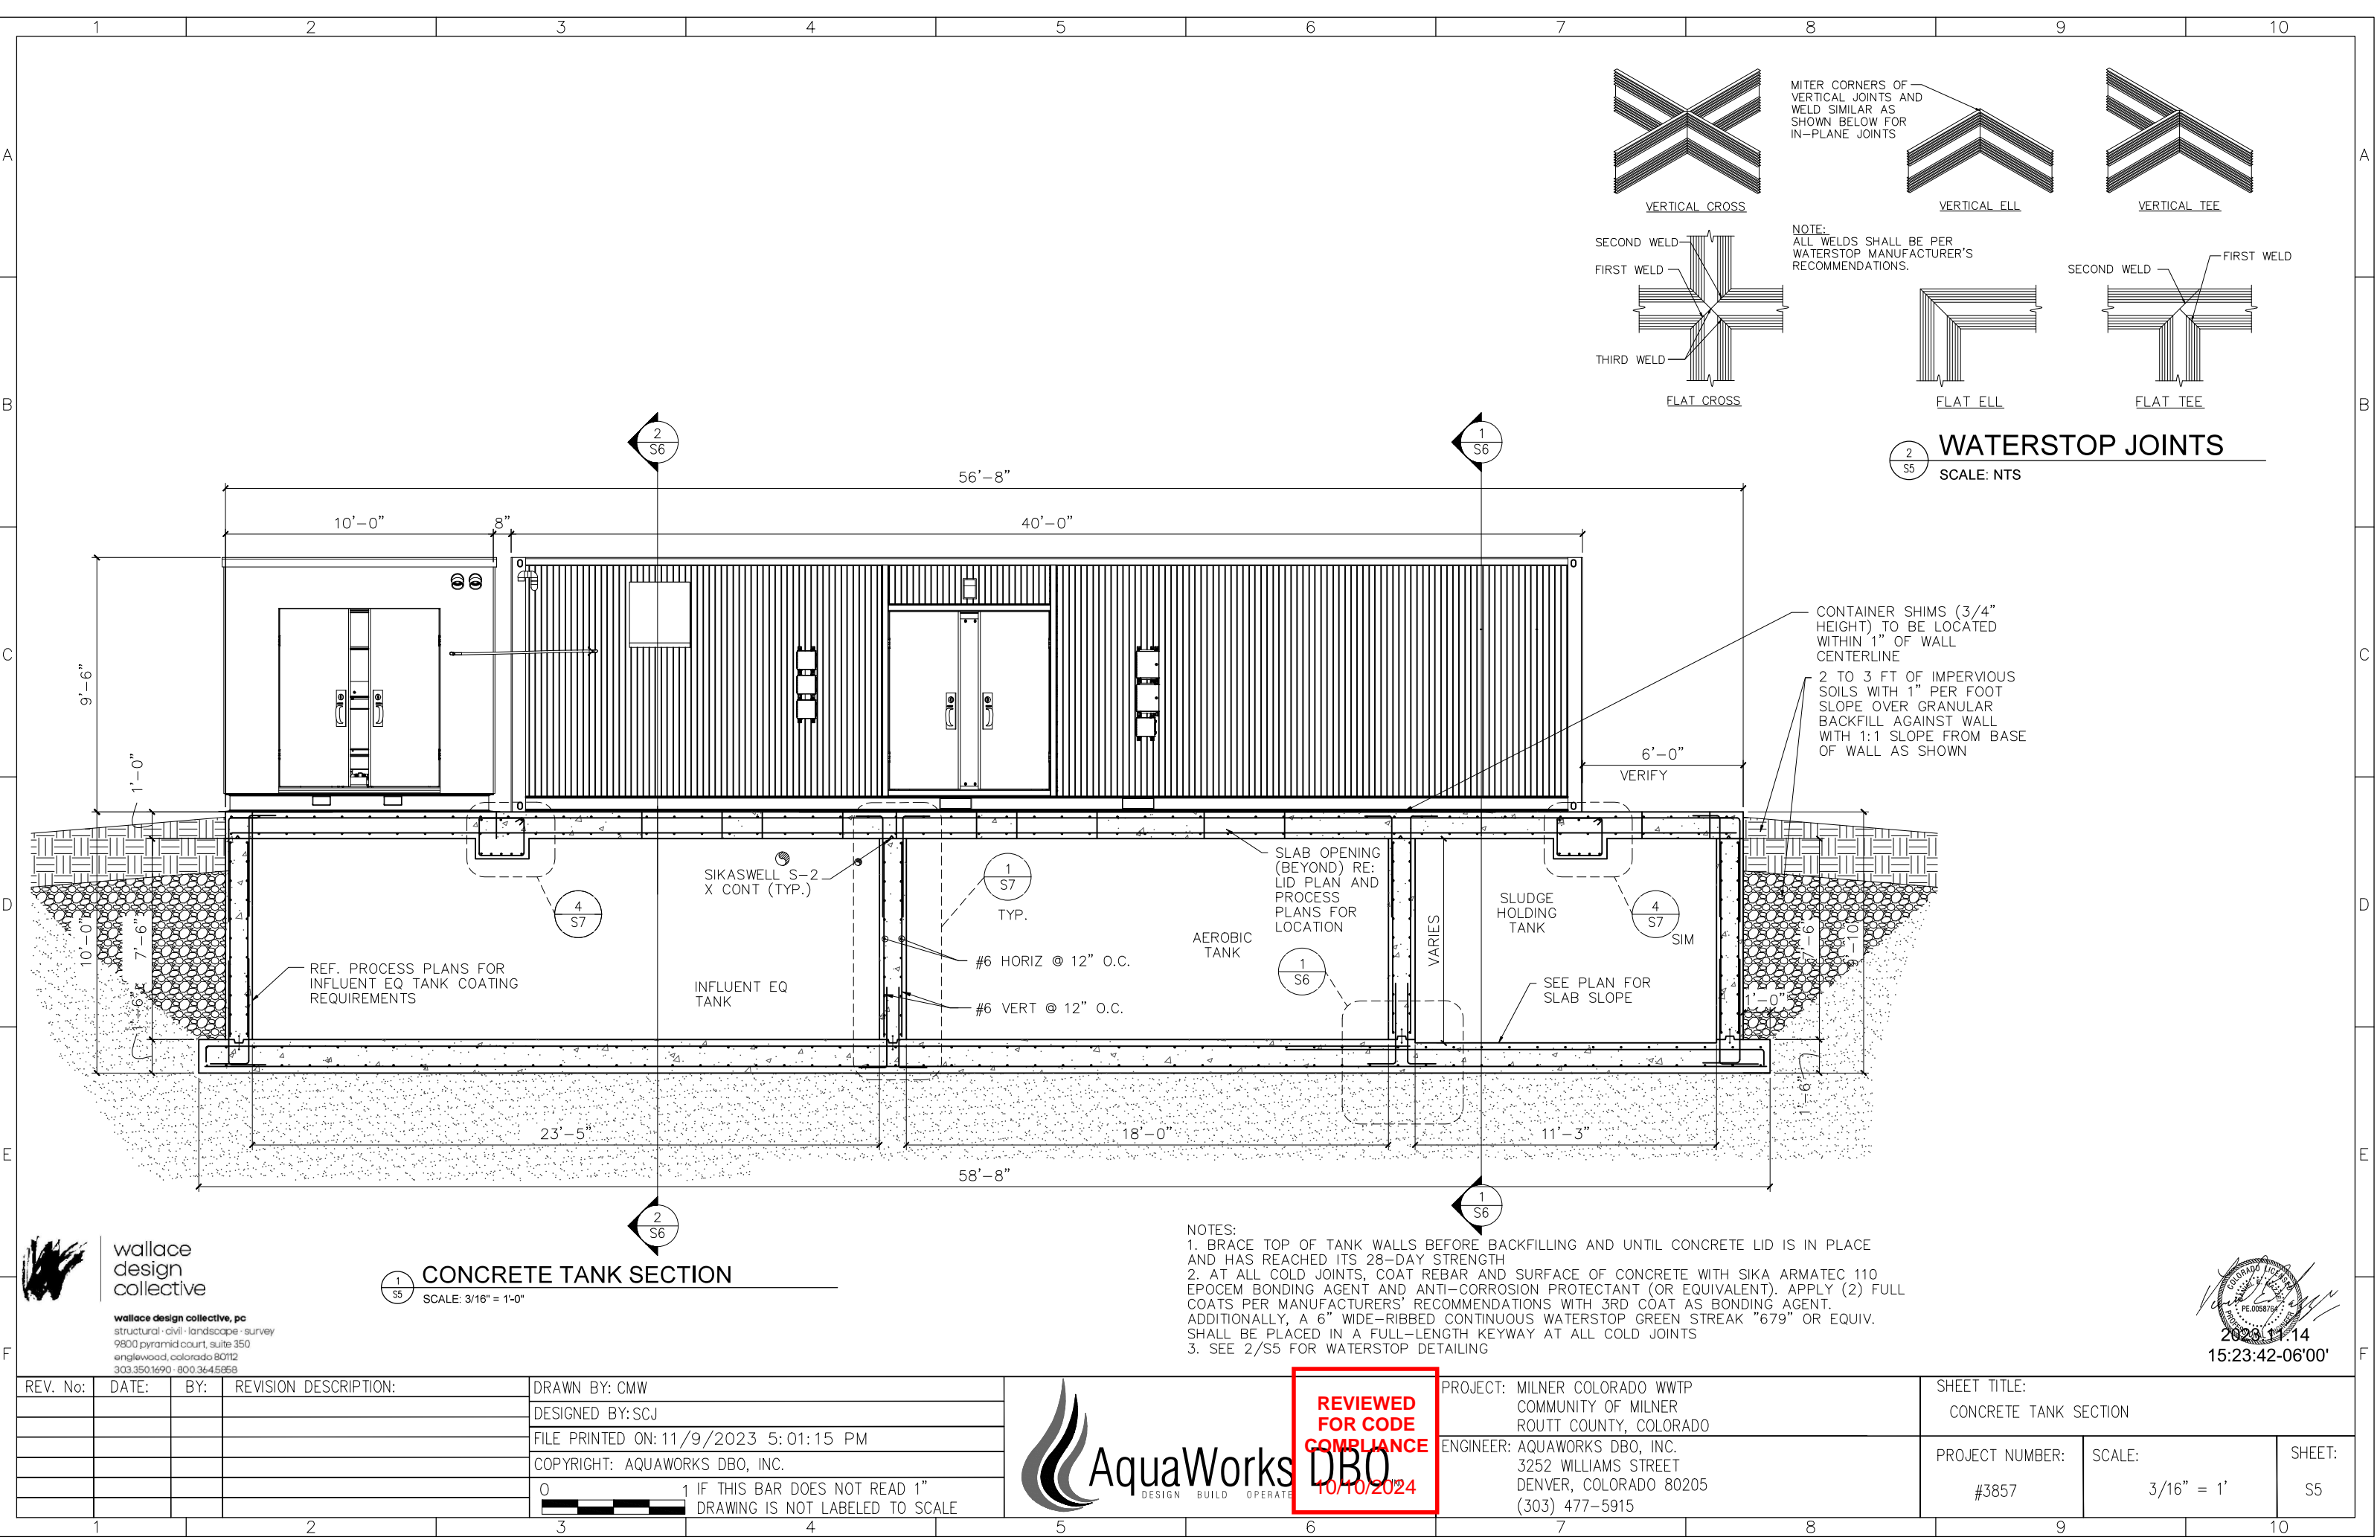 1 2 3 4 5 6 7 8 9 10
A
B
C
D
E
F
A
B
C
D
E
F
MITER CORNERS OF
VERTICAL JOINTS AND
WELD SIMILAR AS
SHOWN BELOW FOR
IN-PLANE JOINTS
VERTICAL CROSS
VERTICAL ELL
VERTICAL TEE
NOTE:
ALL WELDS SHALL BE PER
WATERSTOP MANUFACTURER'S
RECOMMENDATIONS.
SECOND WELD
FIRST WELD
THIRD WELD
SECOND WELD
FIRST WELD
FLAT CROSS
FLAT ELL
FLAT TEE
2
S5
WATERSTOP JOINTS
SCALE: NTS
2
S6
1
S6
56'-8"
10'-0"
8"
40'-0"
9'-6"
1'-0"
6'-0"
VERIFY
CONTAINER SHIMS (3/4"
HEIGHT) TO BE LOCATED
WITHIN 1" OF WALL
CENTERLINE
2 TO 3 FT OF IMPERVIOUS
SOILS WITH 1" PER FOOT
SLOPE OVER GRANULAR
BACKFILL AGAINST WALL
WITH 1:1 SLOPE FROM BASE
OF WALL AS SHOWN
SIKASWELL S-2
X CONT (TYP.)
4
S7
1
S7
TYP.
SLAB OPENING
(BEYOND) RE:
LID PLAN AND
PROCESS
PLANS FOR
LOCATION
SLUDGE
HOLDING
TANK
4
S7
SIM
VARIES
AEROBIC
TANK
1
S6
#6 HORIZ @ 12" O.C.
#6 VERT @ 12" O.C.
REF. PROCESS PLANS FOR
INFLUENT EQ TANK COATING
REQUIREMENTS
INFLUENT EQ
TANK
SEE PLAN FOR
SLAB SLOPE
10'-0"
7'-6"
1'-6"
7'-6"
9'-10"
1'-0"
1'-6"
23'-5"
18'-0"
11'-3"
58'-8"
2
S6
1
S6
1
S5
CONCRETE TANK SECTION
SCALE: 3/16" = 1'-0"
NOTES:
1. BRACE TOP OF TANK WALLS BEFORE BACKFILLING AND UNTIL CONCRETE LID IS IN PLACE
AND HAS REACHED ITS 28-DAY STRENGTH
2. AT ALL COLD JOINTS, COAT REBAR AND SURFACE OF CONCRETE WITH SIKA ARMATEC 110
EPOCEM BONDING AGENT AND ANTI-CORROSION PROTECTANT (OR EQUIVALENT). APPLY (2) FULL
COATS PER MANUFACTURERS' RECOMMENDATIONS WITH 3RD COAT AS BONDING AGENT.
ADDITIONALLY, A 6" WIDE-RIBBED CONTINUOUS WATERSTOP GREEN STREAK "679" OR EQUIV.
SHALL BE PLACED IN A FULL-LENGTH KEYWAY AT ALL COLD JOINTS
3. SEE 2/S5 FOR WATERSTOP DETAILING
wallace
design
collective
wallace design collective, pc
structural · civil · landscape · survey
9800 pyramid court, suite 350
englewood, colorado 80112
303.350.1690 · 800.364.5858
COLORADO LICENSED
PE.0058764
2023.11.14
15:23:42-06'00'
REV. No: DATE: BY: REVISION DESCRIPTION:
DRAWN BY: CMW
DESIGNED BY: SCJ
FILE PRINTED ON: 11/9/2023 5:01:15 PM
COPYRIGHT: AQUAWORKS DBO, INC.
0 1 IF THIS BAR DOES NOT READ 1"
DRAWING IS NOT LABELED TO SCALE
AquaWorks DBO
DESIGN BUILD OPERATE
REVIEWED
FOR CODE
COMPLIANCE
10/10/2024
PROJECT: MILNER COLORADO WWTP
COMMUNITY OF MILNER
ROUTT COUNTY, COLORADO
ENGINEER: AQUAWORKS DBO, INC.
3252 WILLIAMS STREET
DENVER, COLORADO 80205
(303) 477-5915
SHEET TITLE:
CONCRETE TANK SECTION
PROJECT NUMBER:
#3857
SCALE:
3/16" = 1'
SHEET:
S5
1 2 3 4 5 6 7 8 9 10